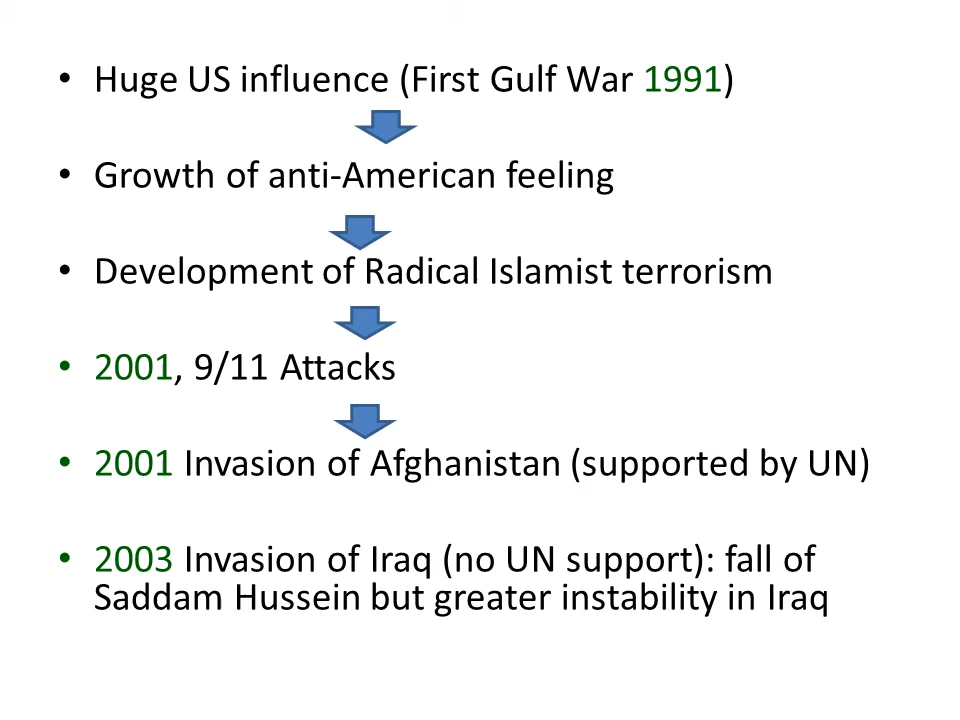 • Huge US influence (First Gulf War 1991)
• Growth of anti-American feeling
• Development of Radical Islamist terrorism
• 2001, 9/11 Attacks
• 2001 Invasion of Afghanistan (supported by UN)
• 2003 Invasion of Iraq (no UN support): fall of
Saddam Hussein but greater instability in Iraq